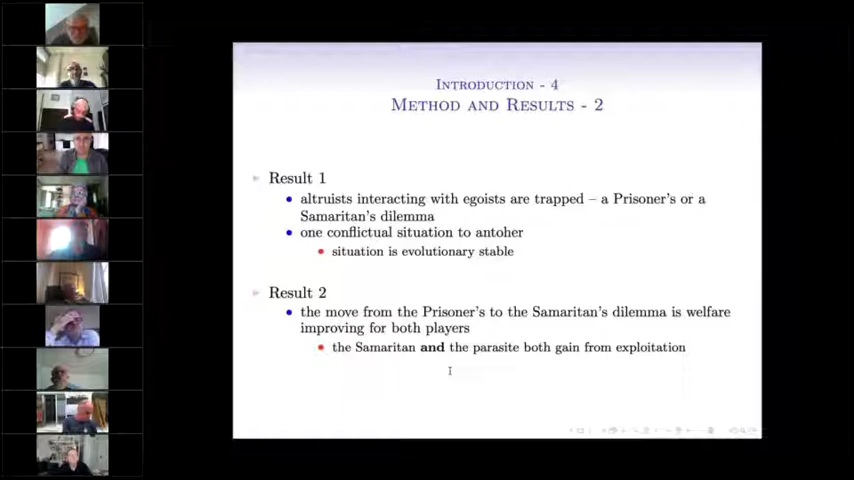 INTRODUCTION - 4
METHOD AND RESULTS - 2
Result 1
altruists interacting with egoists are trapped – a Prisoner's or a
Samaritan's dilemma
one conflictual situation to antoher
situation is evolutionary stable
Result 2
the move from the Prisoner's to the Samaritan's dilemma is welfare
improving for both players
the Samaritan and the parasite both gain from exploitation